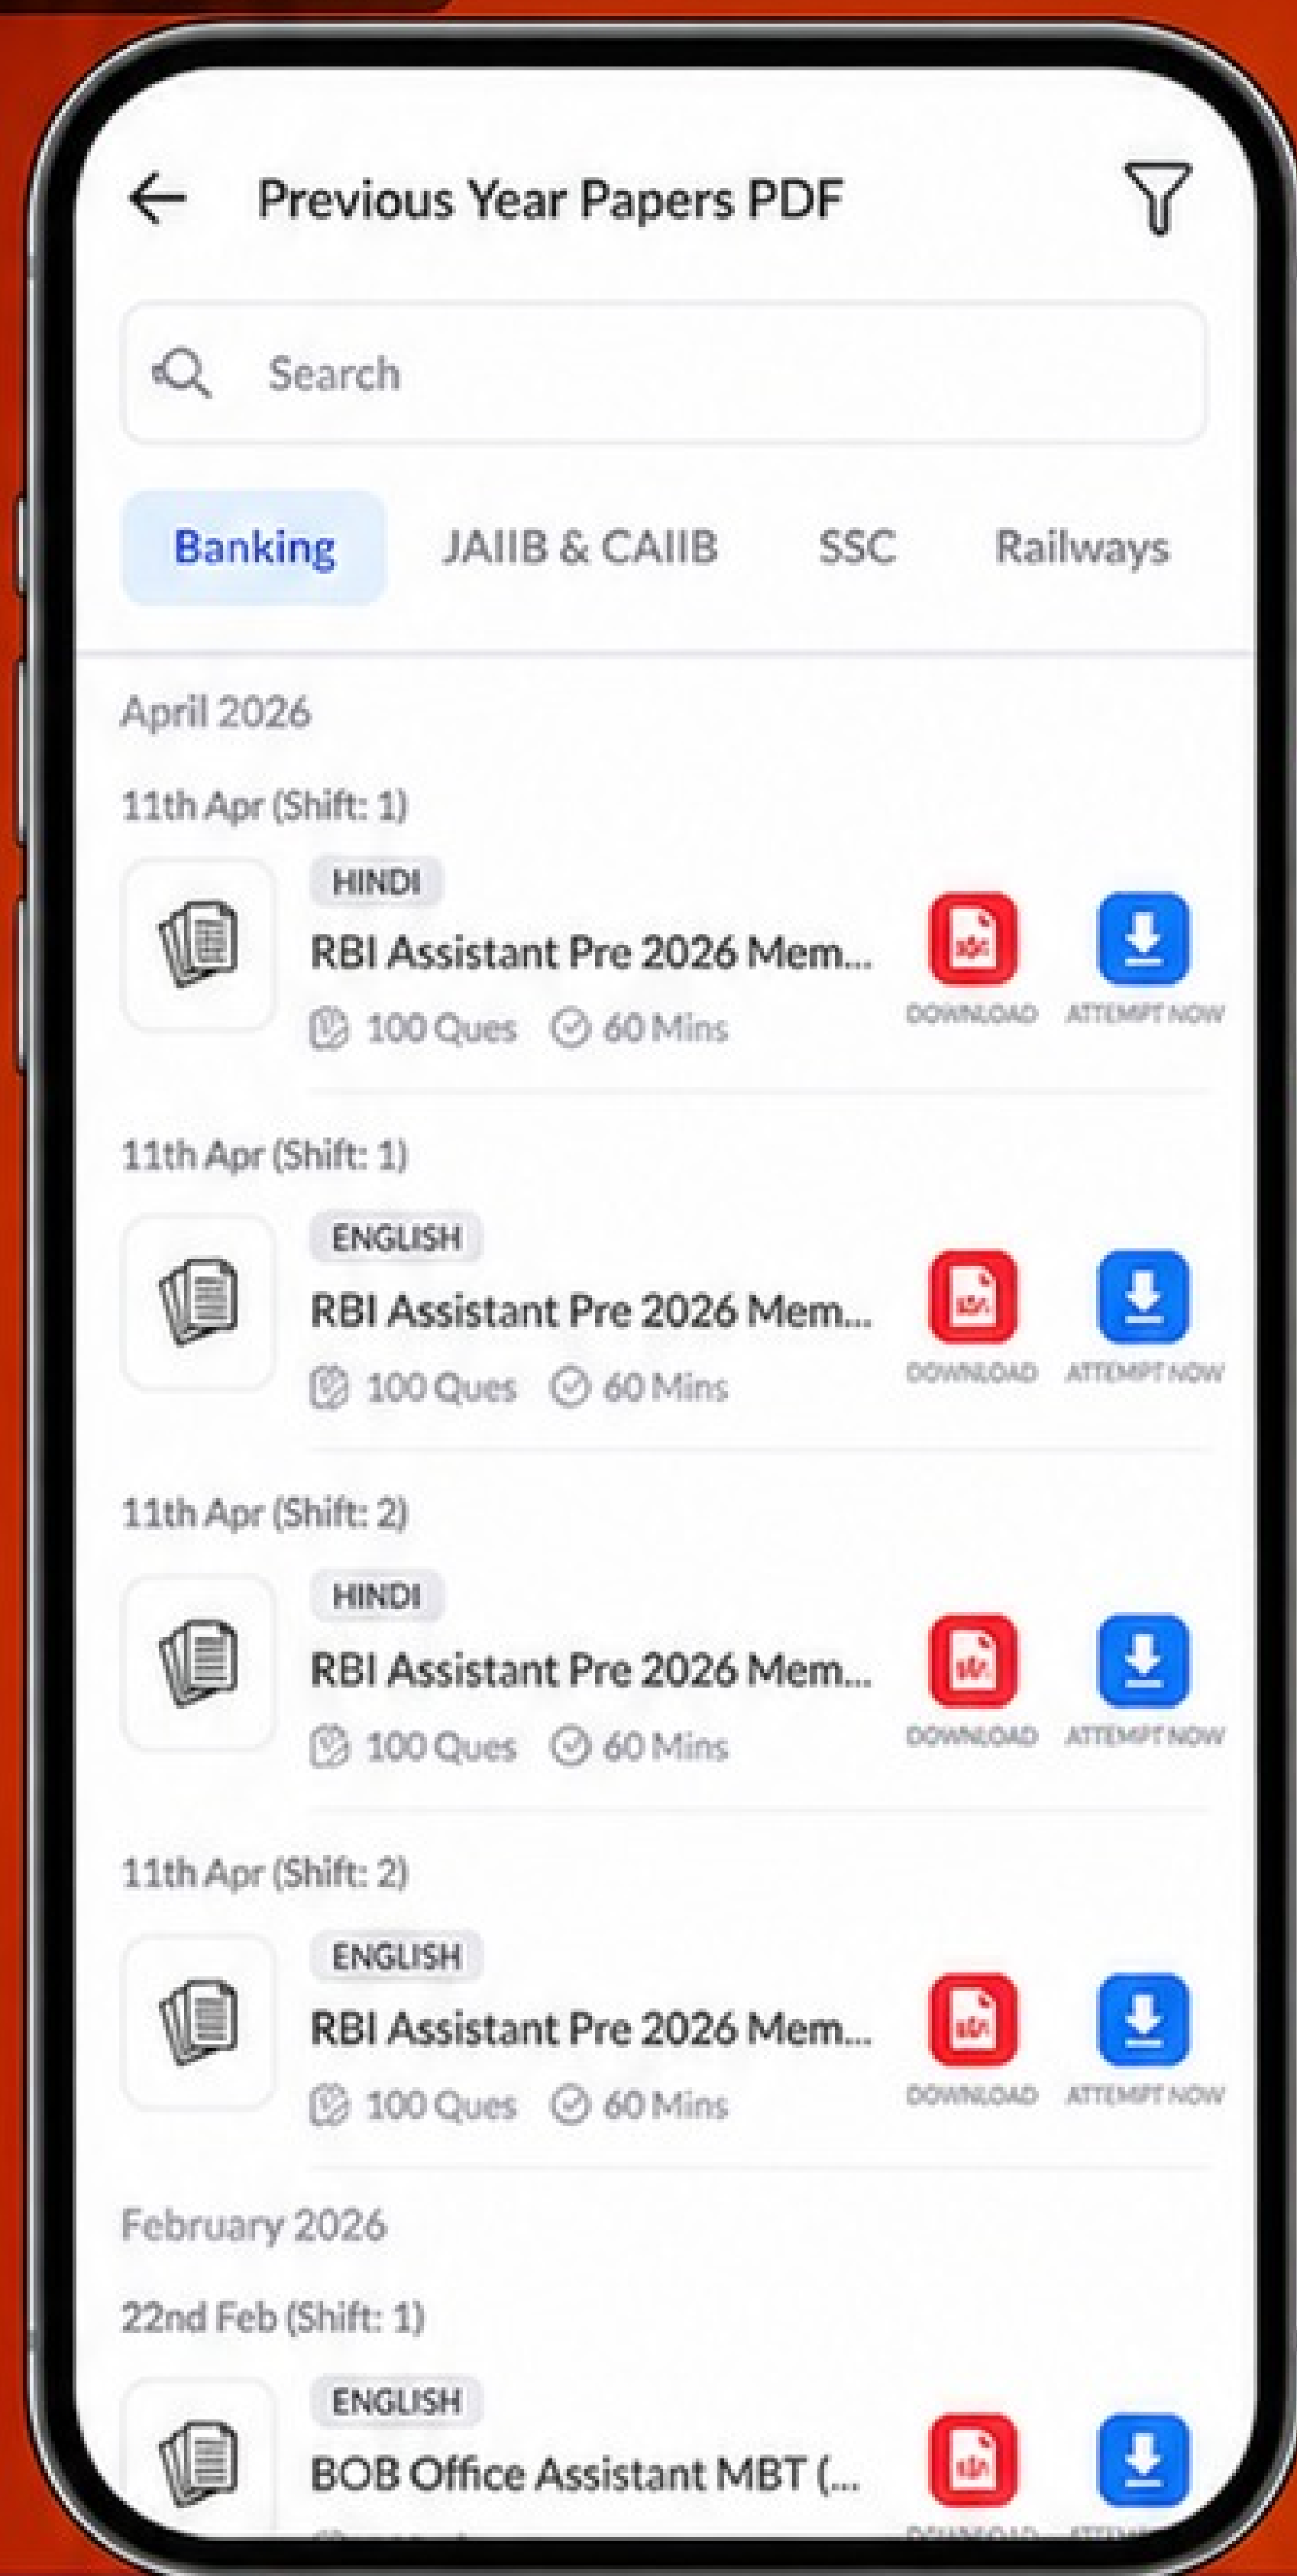 Previous Year Papers PDF
Search
Banking JAIIB & CAIIB SSC Railways
April 2026
11th Apr (Shift: 1)
HINDI
RBI Assistant Pre 2026 Mem...
100 Ques 60 Mins
DOWNLOAD ATTEMPT NOW
11th Apr (Shift: 1)
ENGLISH
RBI Assistant Pre 2026 Mem...
100 Ques 60 Mins
DOWNLOAD ATTEMPT NOW
11th Apr (Shift: 2)
HINDI
RBI Assistant Pre 2026 Mem...
100 Ques 60 Mins
DOWNLOAD ATTEMPT NOW
11th Apr (Shift: 2)
ENGLISH
RBI Assistant Pre 2026 Mem...
100 Ques 60 Mins
DOWNLOAD ATTEMPT NOW
February 2026
22nd Feb (Shift: 1)
ENGLISH
BOB Office Assistant MBT (...